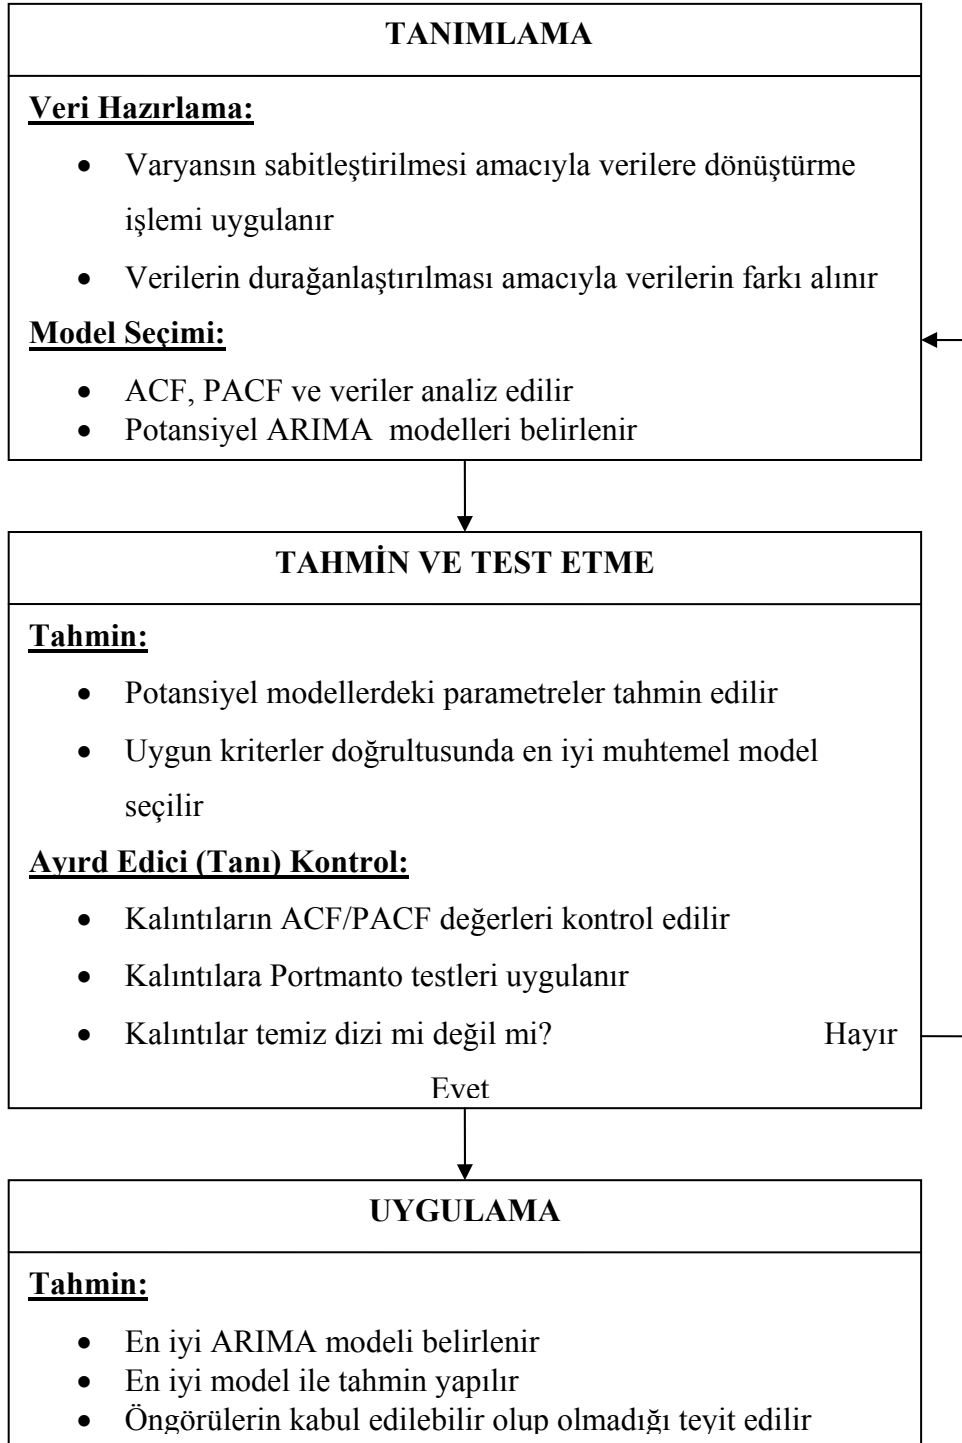 TANIMLAMA
Veri Hazırlama:
• Varyansın sabitleştirilmesi amacıyla verilere dönüştürme
işlemi uygulanır
• Verilerin durağanlaştırılması amacıyla verilerin farkı alınır
Model Seçimi:
• ACF, PACF ve veriler analiz edilir
• Potansiyel ARIMA modelleri belirlenir
TAHMİN VE TEST ETME
Tahmin:
• Potansiyel modellerdeki parametreler tahmin edilir
• Uygun kriterler doğrultusunda en iyi muhtemel model
seçilir
Ayırd Edici (Tanı) Kontrol:
• Kalıntıların ACF/PACF değerleri kontrol edilir
• Kalıntılara Portmanto testleri uygulanır
• Kalıntılar temiz dizi mi değil mi? Hayır
Evet
UYGULAMA
Tahmin:
• En iyi ARIMA modeli belirlenir
• En iyi model ile tahmin yapılır
• Öngörülerin kabul edilebilir olup olmadığı teyit edilir